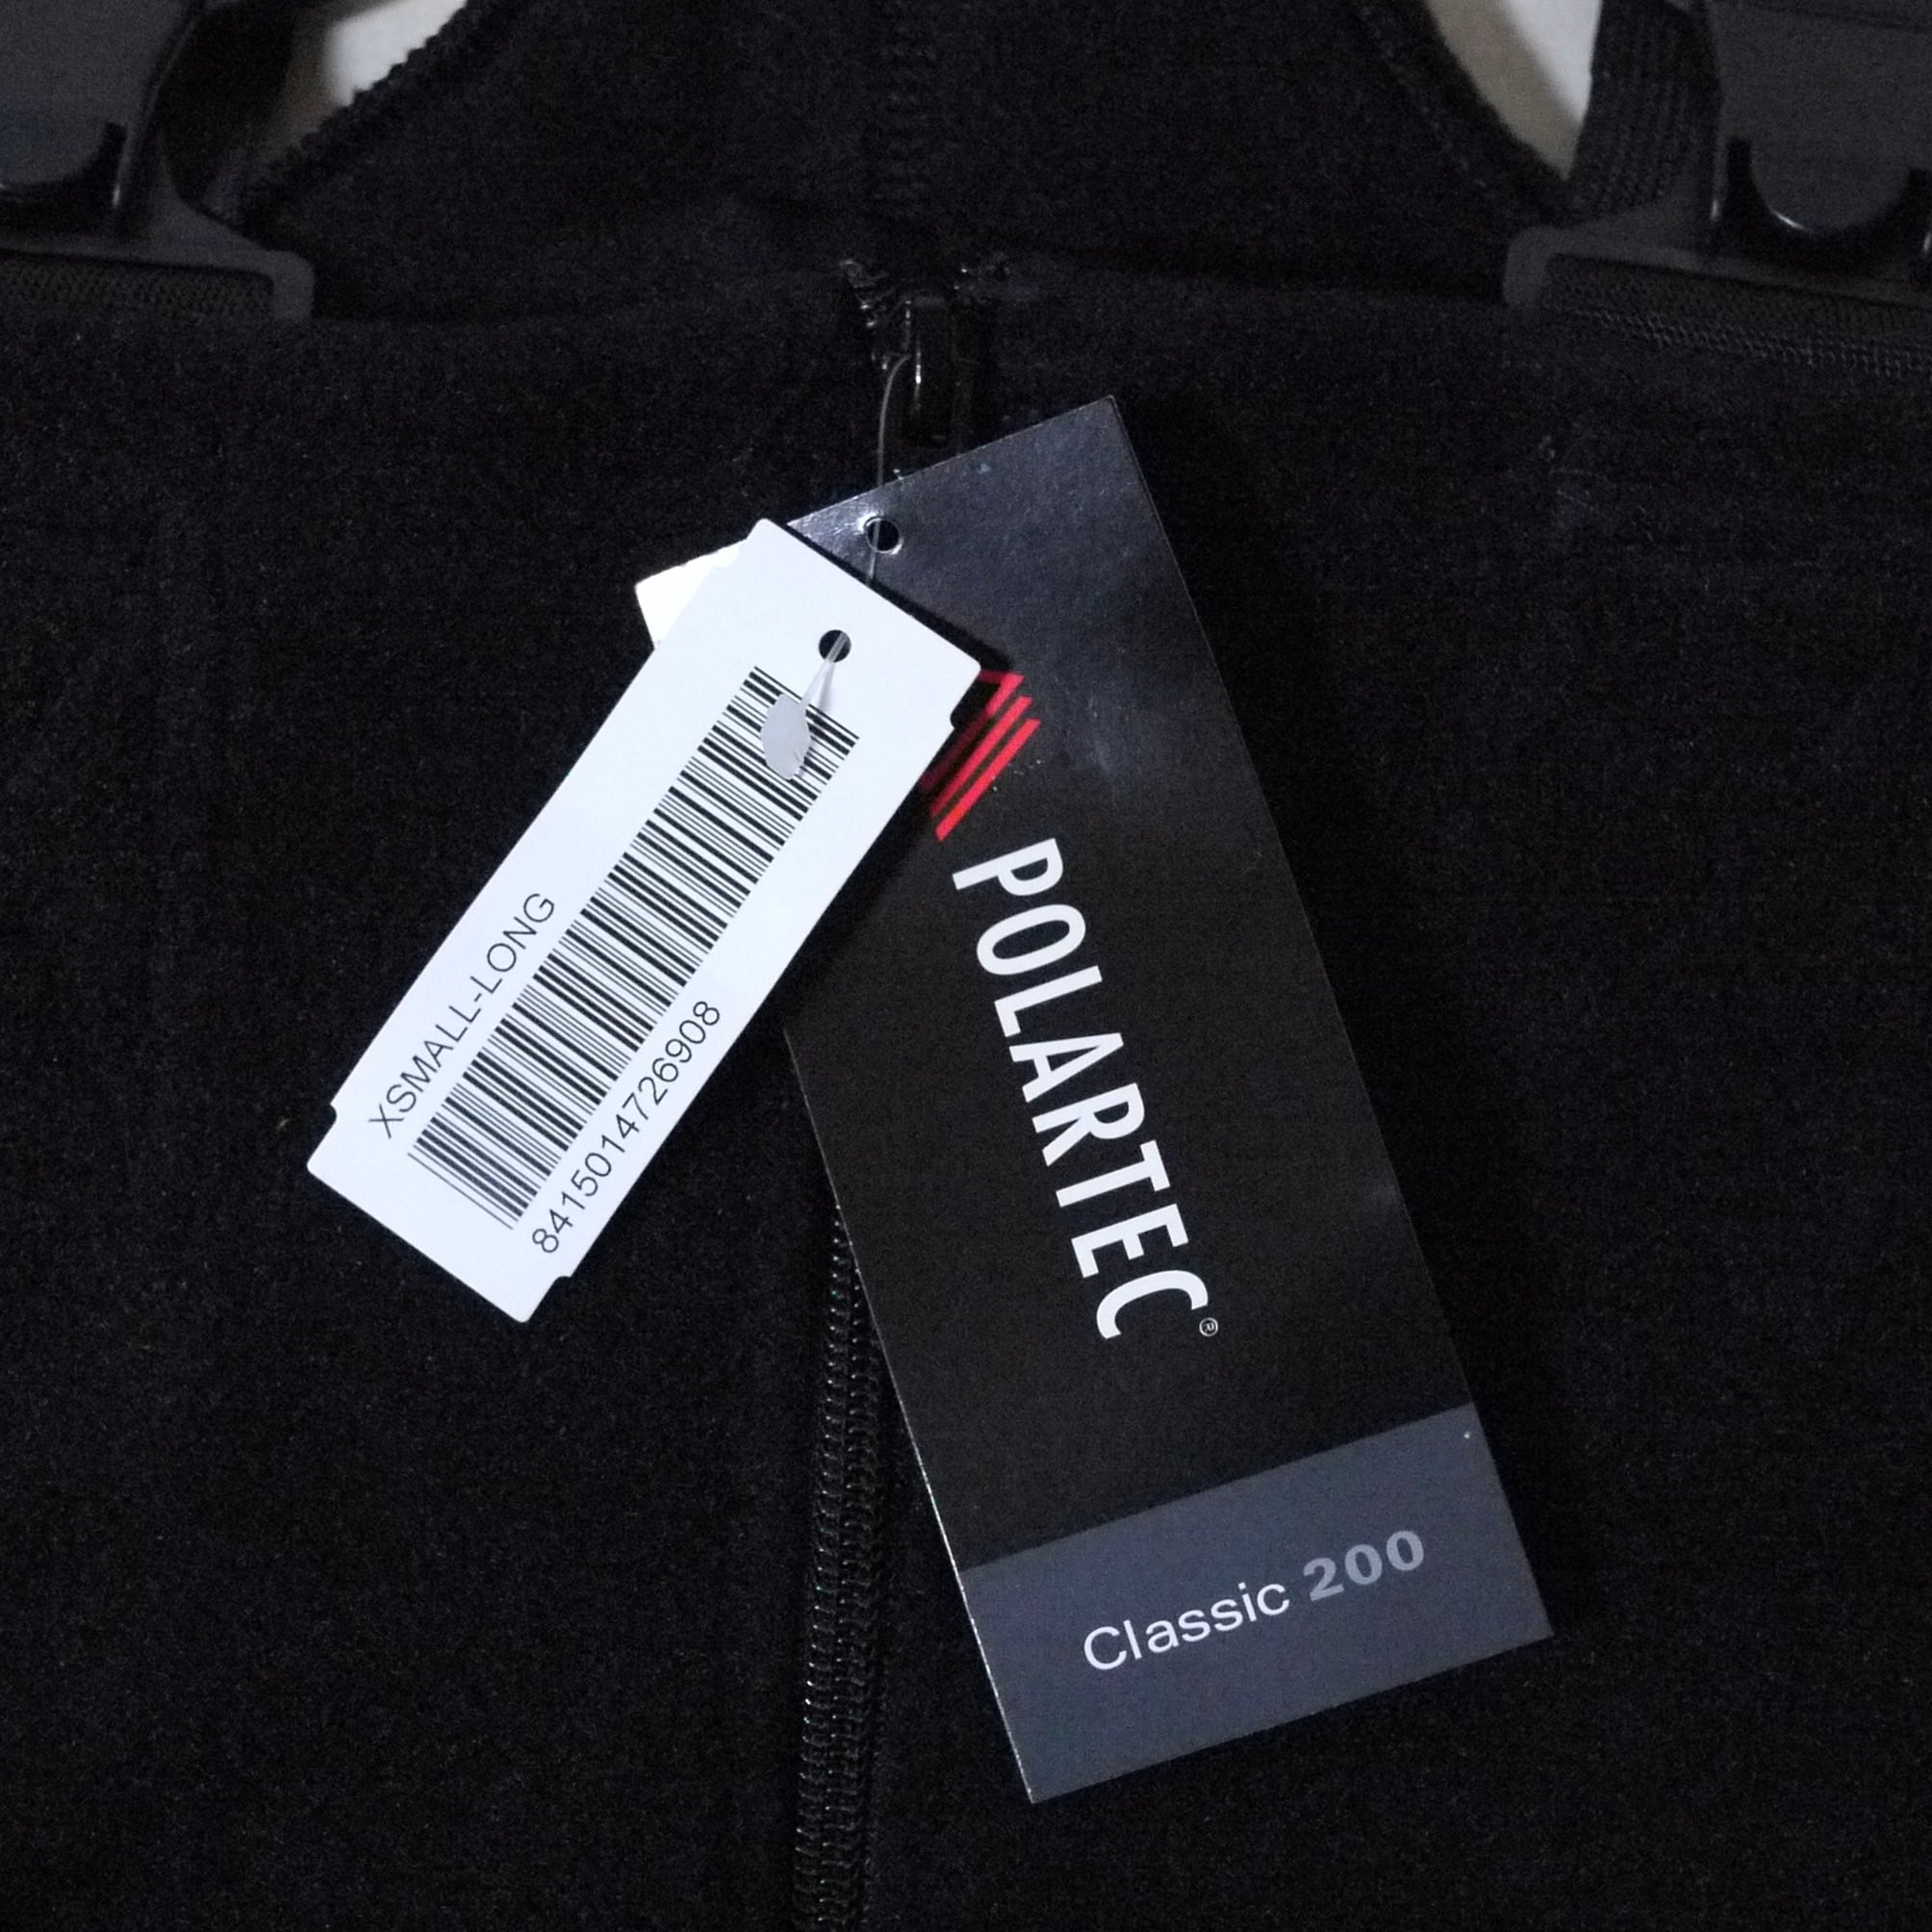 XSMALL-LONG
8415014726908
POLARTEC®
Classic 200